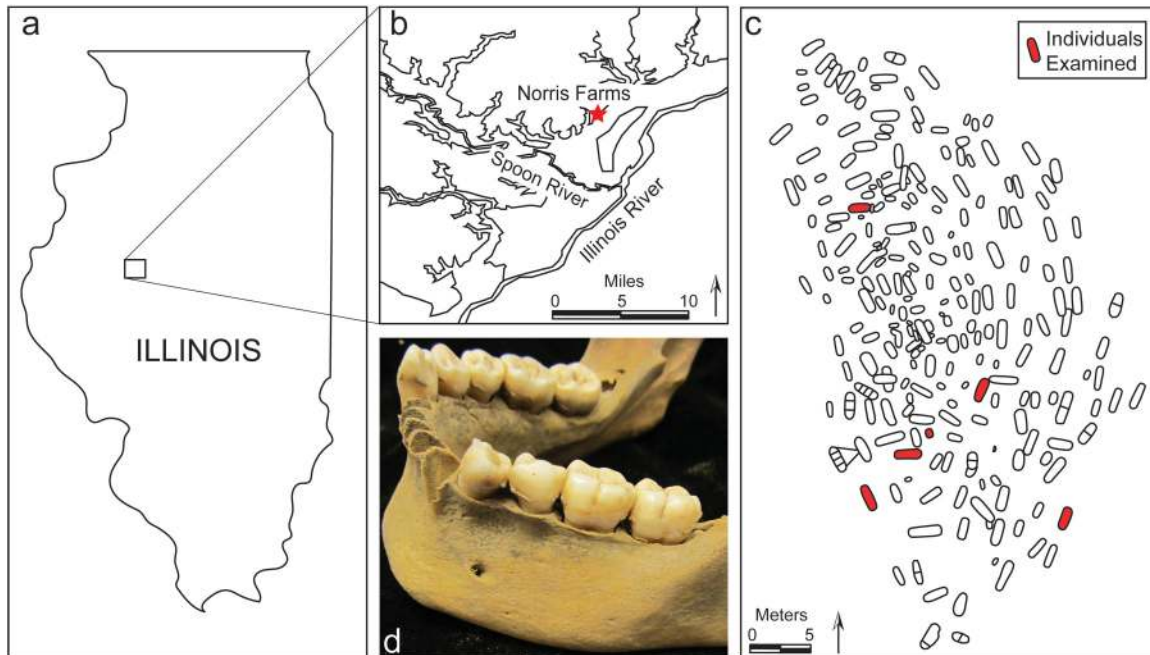 a
ILLINOIS
b
Norris Farms
Spoon River
Illinois River
Miles
0 5 10
c
Individuals
Examined
Meters
0 5
d